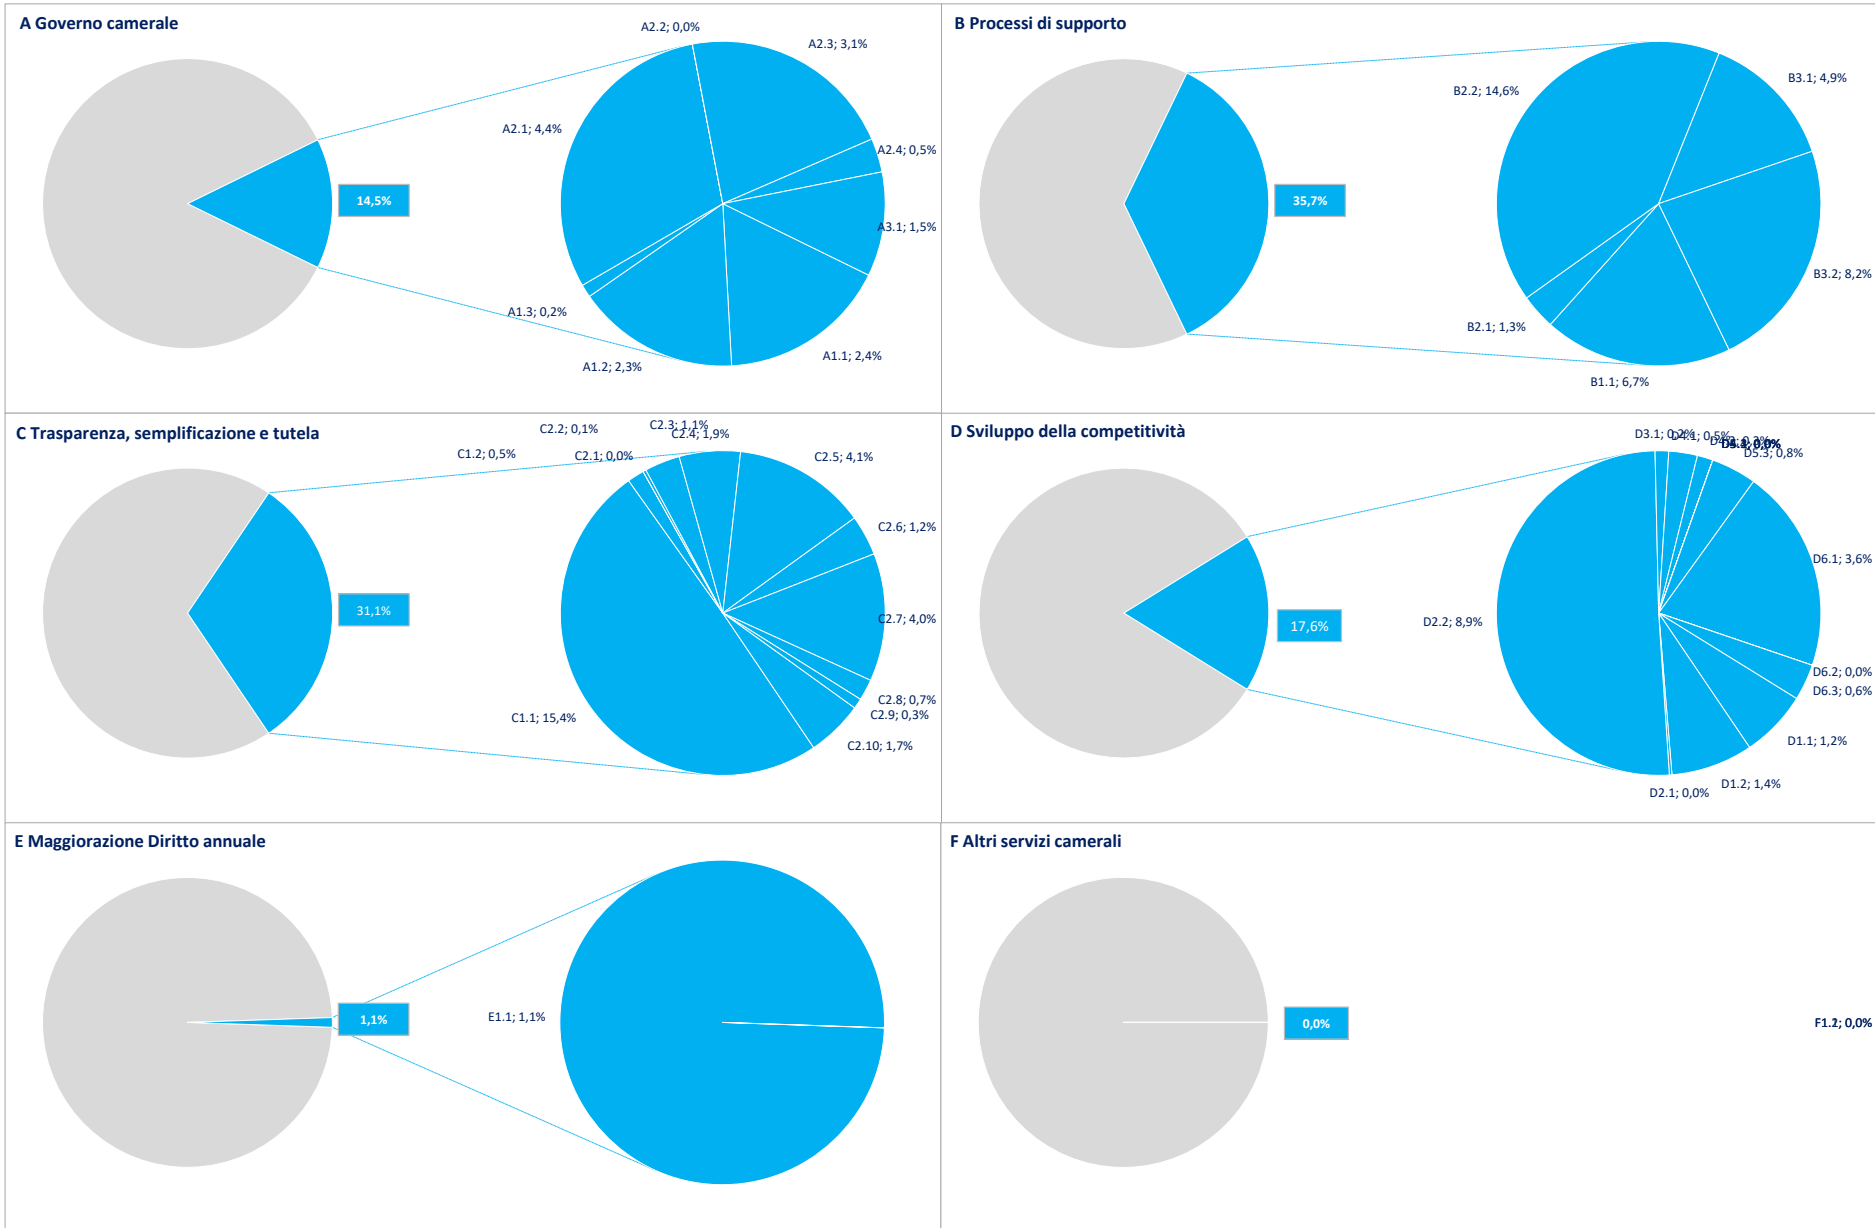 A Governo camerale
A2.2; 0,0%
A2.3; 3,1%
A2.1; 4,4%
A2.4; 0,5%
14,5%
A3.1; 1,5%
A1.3; 0,2%
A1.2; 2,3%
A1.1; 2,4%
B Processi di supporto
B3.1; 4,9%
B2.2; 14,6%
35,7%
B3.2; 8,2%
B2.1; 1,3%
B1.1; 6,7%
C Trasparenza, semplificazione e tutela
C2.3; 1,1%
C2.2; 0,1%
C2.4; 1,9%
C1.2; 0,5%
C2.1; 0,0%
C2.5; 4,1%
C2.6; 1,2%
31,1%
C2.7; 4,0%
C2.8; 0,7%
C2.9; 0,3%
C1.1; 15,4%
C2.10; 1,7%
D Sviluppo della competitività
D3.1; 0,2%
D4.1; 0,5%
D5.3; 0,8%
D6.1; 3,6%
D2.2; 8,9%
17,6%
D6.2; 0,0%
D6.3; 0,6%
D1.1; 1,2%
D1.2; 1,4%
D2.1; 0,0%
E Maggiorazione Diritto annuale
E1.1; 1,1%
1,1%
F Altri servizi camerali
0,0%